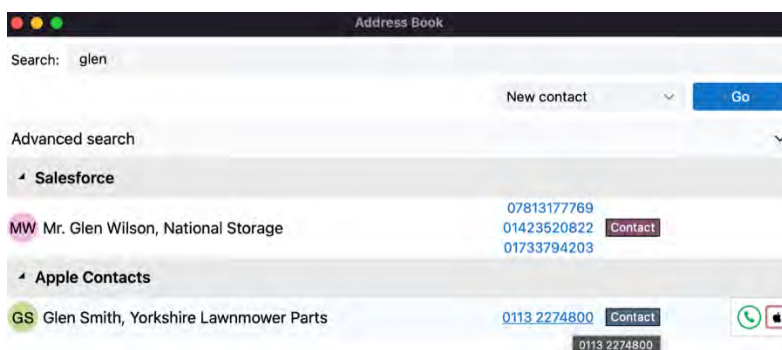 Address Book
Search: glen
New contact Go
Advanced search
Salesforce
07813177769
MW Mr. Glen Wilson, National Storage 01423520822 Contact
01733794203
Apple Contacts
GS Glen Smith, Yorkshire Lawnmower Parts 0113 2274800 Contact
0113 2274800